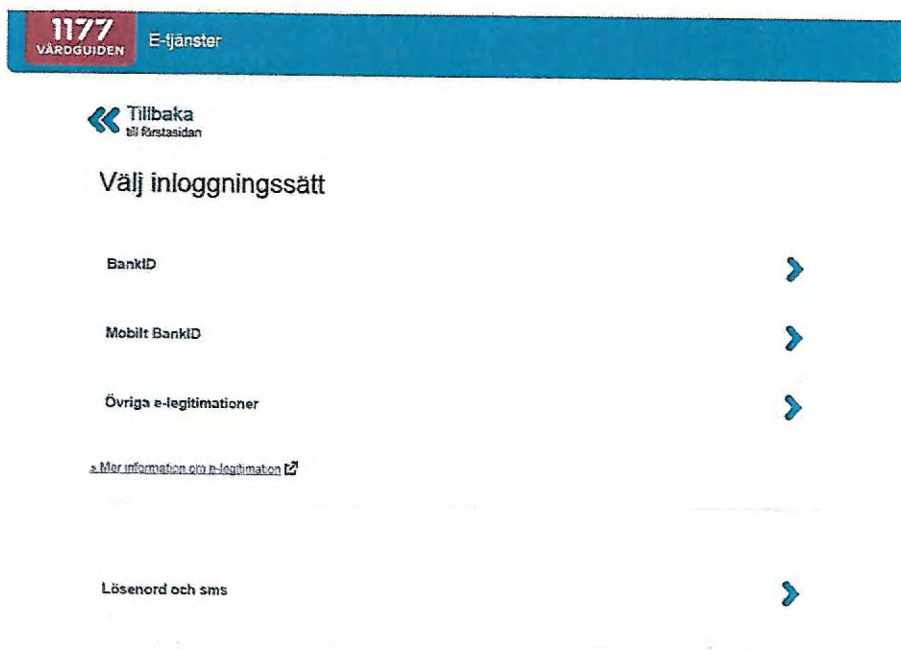 1177
VÅRDGUIDEN
E-tjänster
Tillbaka
till förstasidan
Välj inloggningssätt
BankID
Mobilt BankID
Övriga e-legitimationer
» Mer information om e-legitimation
Lösenord och sms